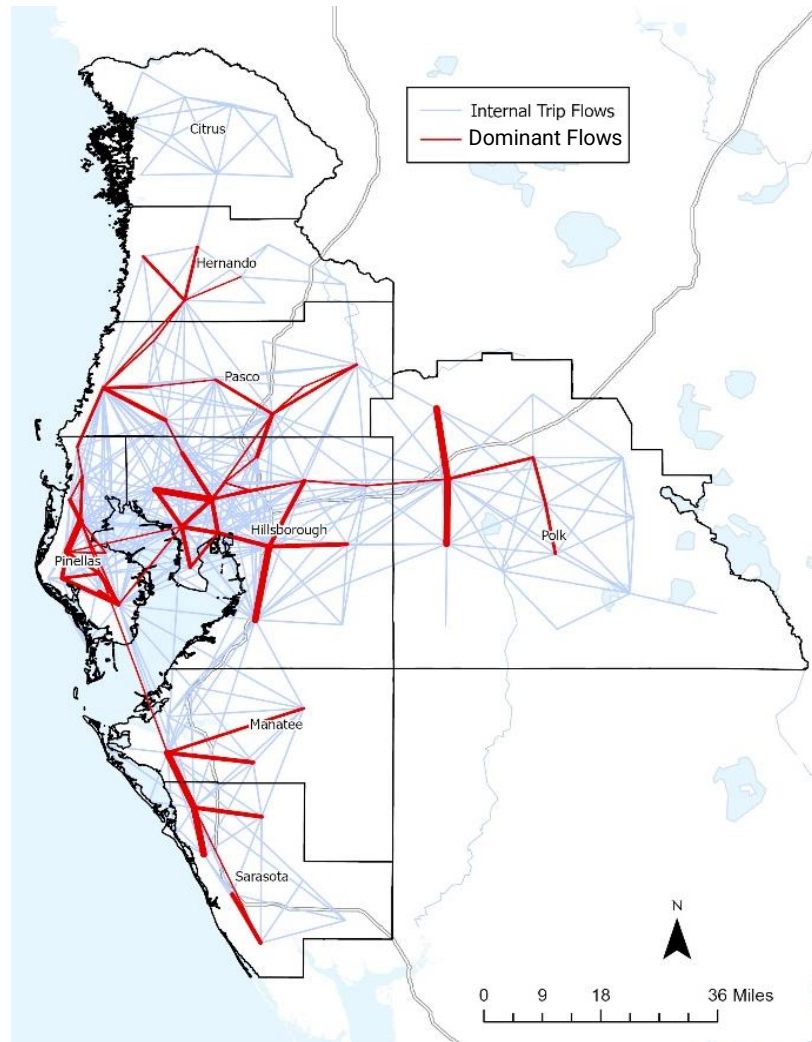 Internal Trip Flows
Dominant Flows
Citrus
Hernando
Pasco
Hillsborough
Polk
Pinellas
Manatee
Sarasota
N
0 9 18 36 Miles